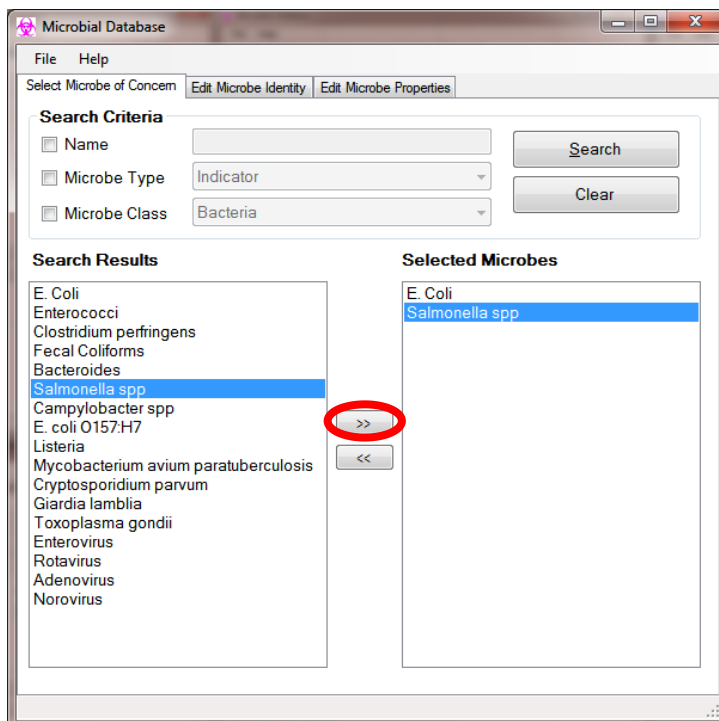 Microbial Database
File Help
Select Microbe of Concern Edit Microbe Identity Edit Microbe Properties
Search Criteria
Name
Search
Microbe Type Indicator
Clear
Microbe Class Bacteria
Search Results
E. Coli
Enterococci
Clostridium perfringens
Fecal Coliforms
Bacteroides
Salmonella spp
Campylobacter spp
E. coli O157:H7
Listeria
Mycobacterium avium paratuberculosis
Cryptosporidium parvum
Giardia lamblia
Toxoplasma gondii
Enterovirus
Rotavirus
Adenovirus
Norovirus
>>
<<
Selected Microbes
E. Coli
Salmonella spp